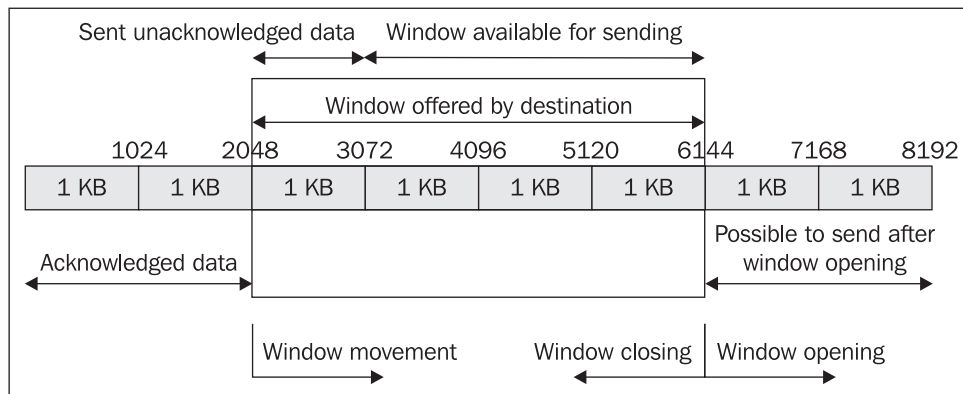 Sent unacknowledged data Window available for sending
Window offered by destination
1024 2048 3072 4096 5120 6144 7168 8192
1 KB 1 KB 1 KB 1 KB 1 KB 1 KB 1 KB 1 KB
Acknowledged data
Possible to send after
window opening
Window movement Window closing Window opening